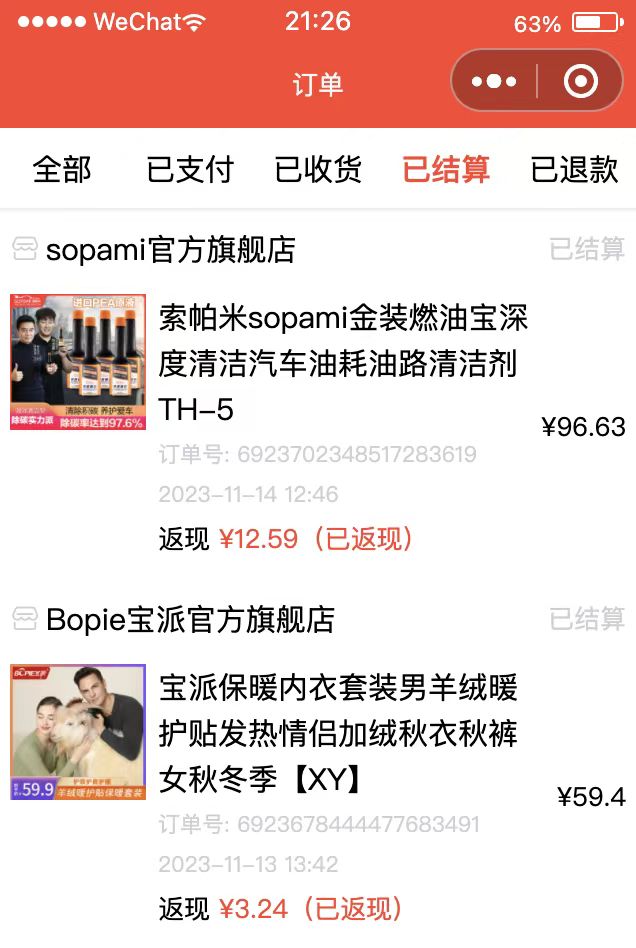 WeChat 21:26 63%
订单
全部 已支付 已收货 已结算 已退款
sopami官方旗舰店 已结算
进口PEA原液
清除积碳 养护爱车
除碳实力派 除碳率达到97.6%
索帕米sopami金装燃油宝深
度清洁汽车油耗油路清洁剂
TH-5
¥96.63
订单号: 6923702348517283619
2023-11-14 12:46
返现 ¥12.59（已返现）
Bopie宝派官方旗舰店 已结算
BOPIE宝派
59.9 羊绒暖护贴保暖套装
宝派保暖内衣套装男羊绒暖
护贴发热情侣加绒秋衣秋裤
女秋冬季【XY】
¥59.4
订单号: 6923678444477683491
2023-11-13 13:42
返现 ¥3.24（已返现）